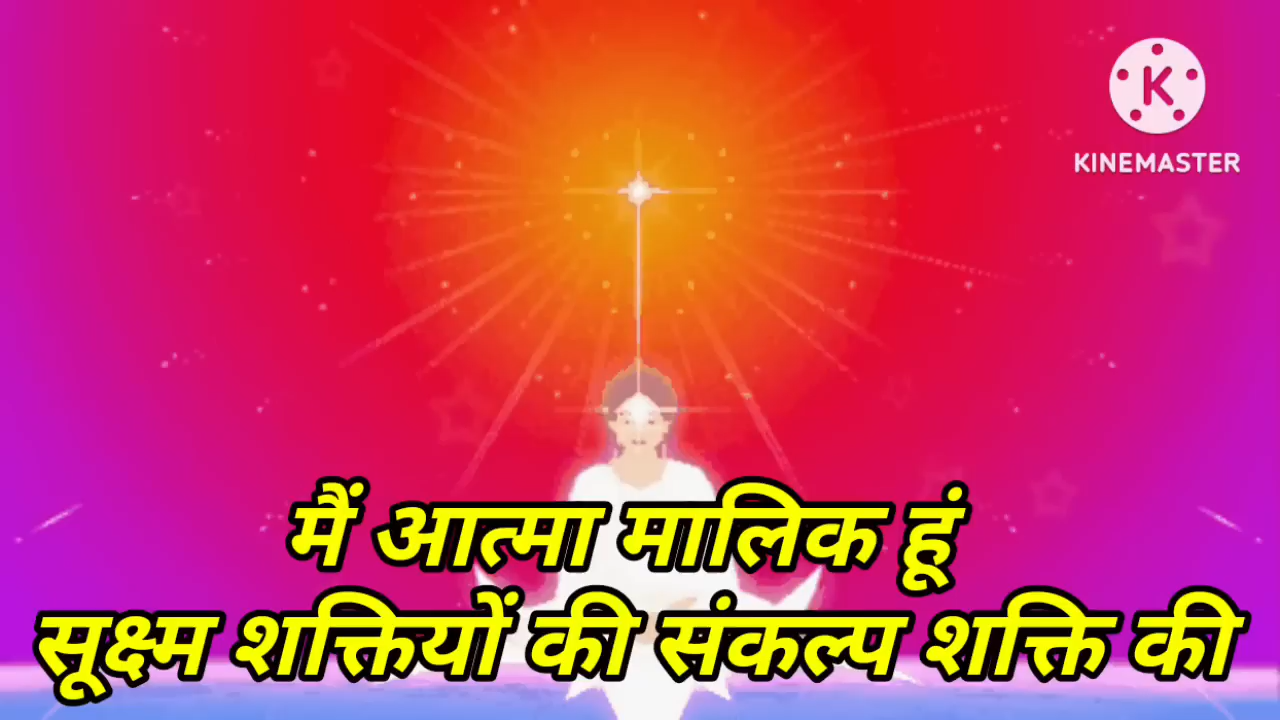 KINEMASTER
मैं आत्मा मालिक हूं
सूक्ष्म शक्तियों की संकल्प शक्ति की